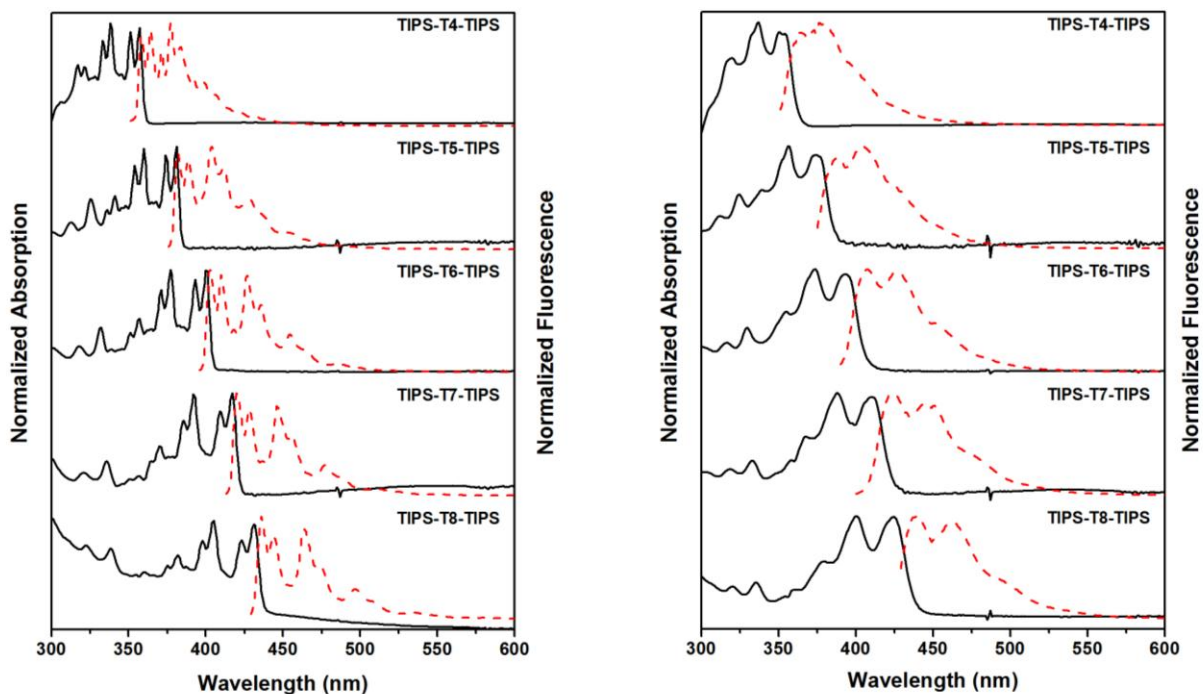 TIPS-T4-TIPS
TIPS-T5-TIPS
TIPS-T6-TIPS
TIPS-T7-TIPS
TIPS-T8-TIPS
Normalized Absorption
Normalized Fluorescence
300 350 400 450 500 550 600
Wavelength (nm)
TIPS-T4-TIPS
TIPS-T5-TIPS
TIPS-T6-TIPS
TIPS-T7-TIPS
TIPS-T8-TIPS
Normalized Absorption
Normalized Fluorescence
300 350 400 450 500 550 600
Wavelength (nm)